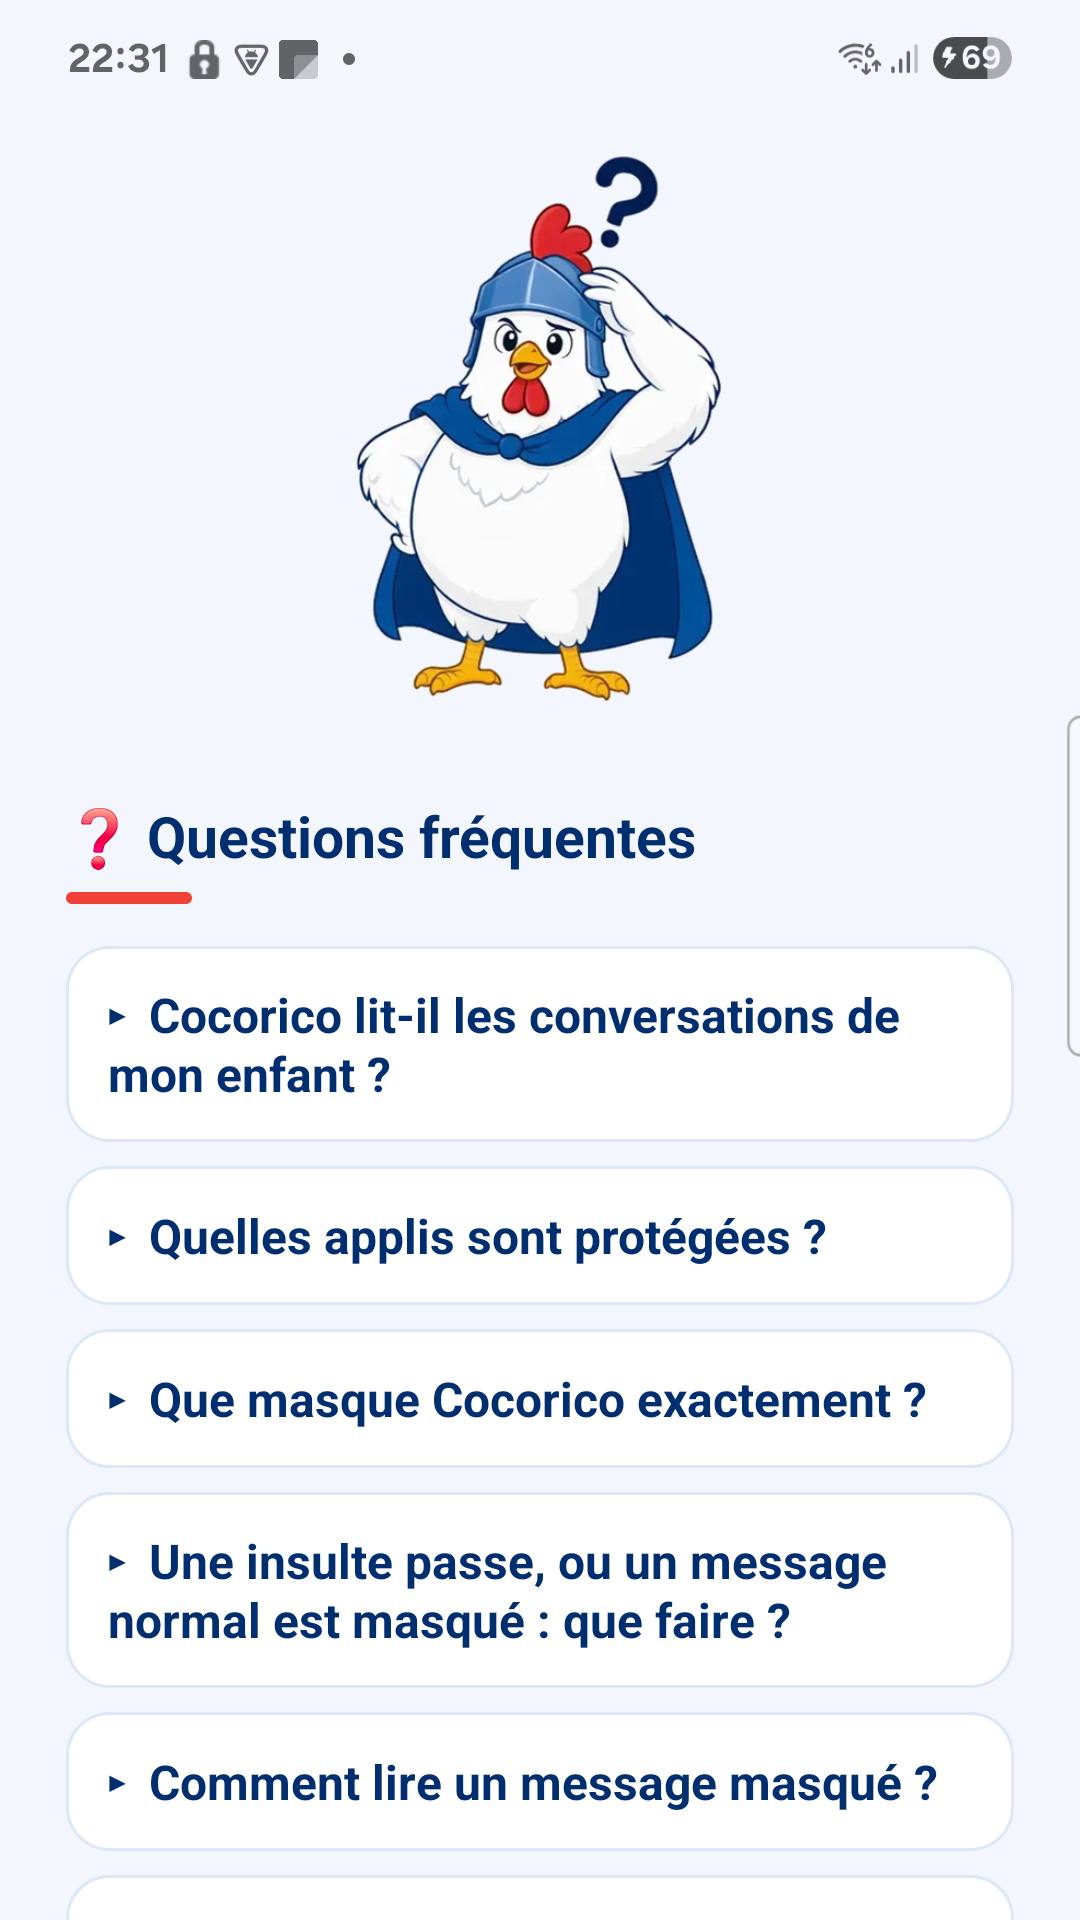 22:31
6
69
?
❓ Questions fréquentes
▸ Cocorico lit-il les conversations de
mon enfant ?
▸ Quelles applis sont protégées ?
▸ Que masque Cocorico exactement ?
▸ Une insulte passe, ou un message
normal est masqué : que faire ?
▸ Comment lire un message masqué ?